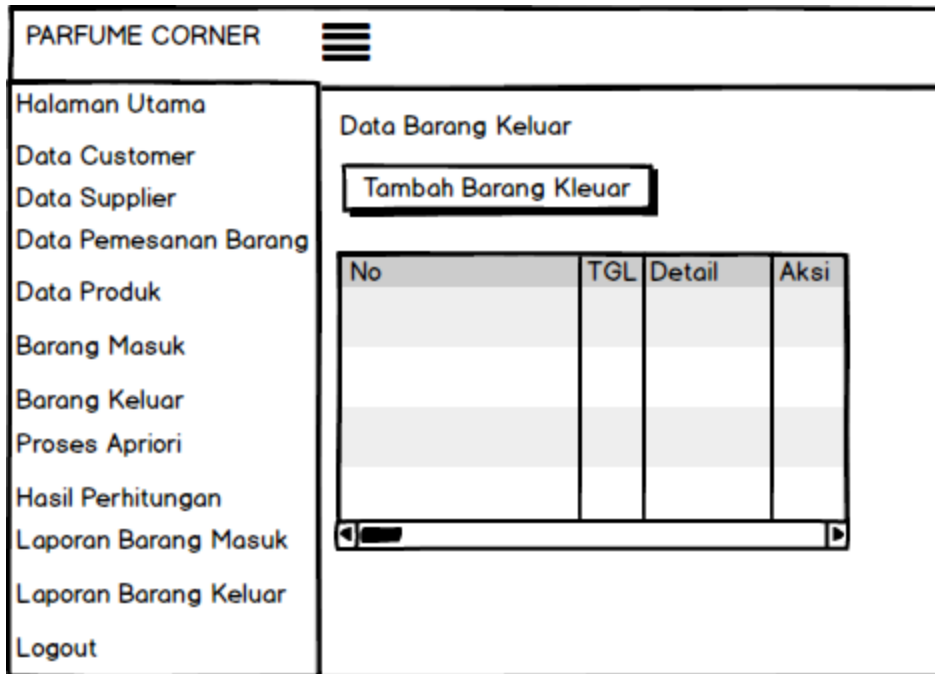 PARFUME CORNER
Halaman Utama
Data Customer
Data Supplier
Data Pemesanan Barang
Data Produk
Barang Masuk
Barang Keluar
Proses Apriori
Hasil Perhitungan
Laporan Barang Masuk
Laporan Barang Keluar
Logout
Data Barang Keluar
Tambah Barang Kleuar
No TGL Detail Aksi